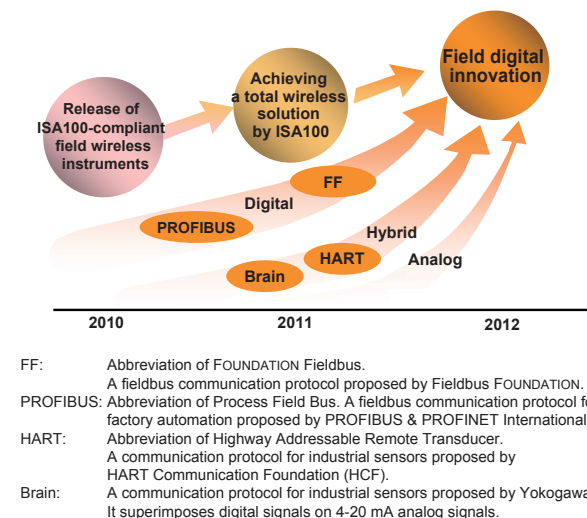 Release of
ISA100-compliant
field wireless
instruments
Achieving
a total wireless
solution
by ISA100
Field digital
innovation
FF
Digital
PROFIBUS
Hybrid
HART
Analog
Brain
2010
2011
2012
FF: Abbreviation of FOUNDATION Fieldbus.
A fieldbus communication protocol proposed by Fieldbus FOUNDATION.
PROFIBUS: Abbreviation of Process Field Bus. A fieldbus communication protocol fo
factory automation proposed by PROFIBUS & PROFINET International
HART: Abbreviation of Highway Addressable Remote Transducer.
A communication protocol for industrial sensors proposed by
HART Communication Foundation (HCF).
Brain: A communication protocol for industrial sensors proposed by Yokogawa
It superimposes digital signals on 4-20 mA analog signals.